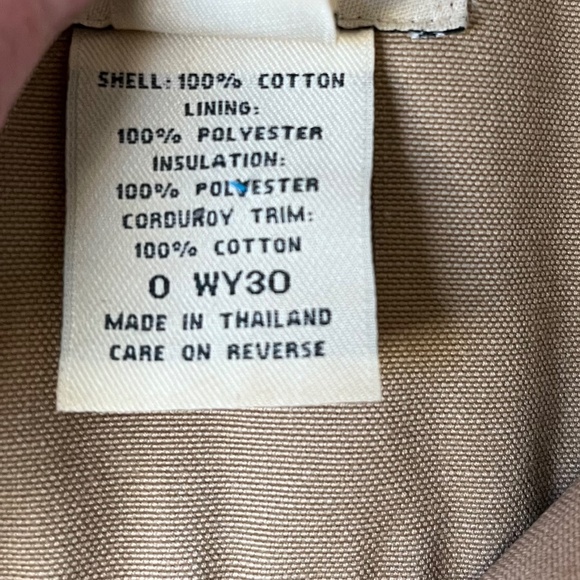 SHELL: 100% COTTON
LINING:
100% POLYESTER
INSULATION:
100% POLYESTER
CORDUROY TRIM:
100% COTTON
0 WY30
MADE IN THAILAND
CARE ON REVERSE